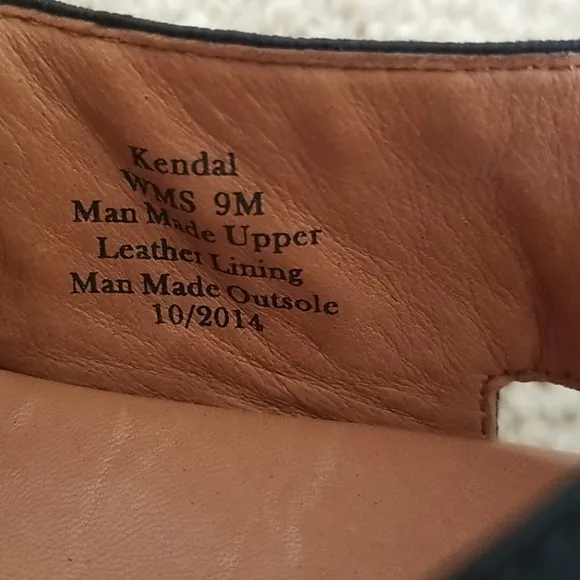 Kendal
WMS 9M
Man Made Upper
Leather Lining
Man Made Outsole
10/2014